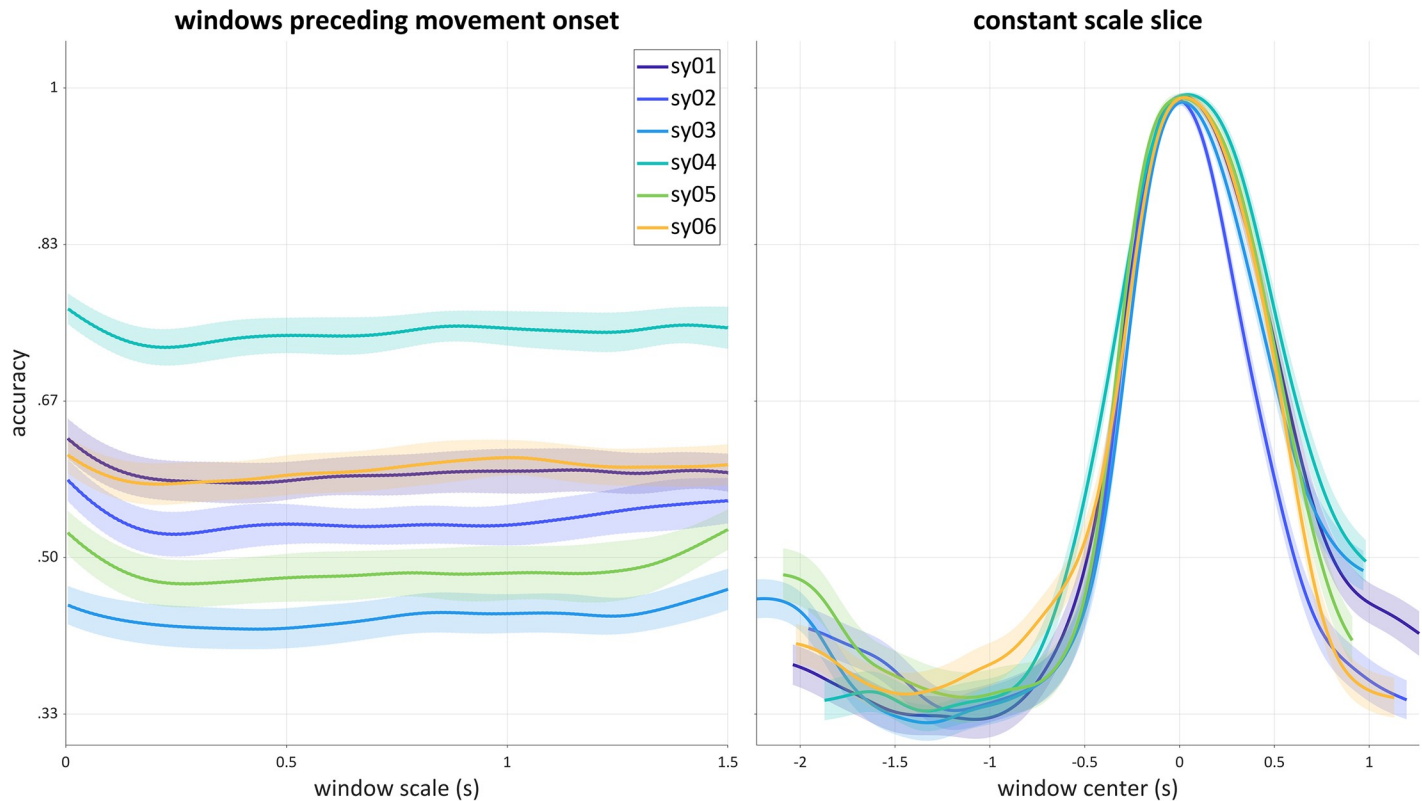 windows preceding movement onset
constant scale slice
sy01
sy02
sy03
sy04
sy05
sy06
accuracy
1
.83
.67
.50
.33
0
0.5
1
1.5
window scale (s)
-2
-1.5
-1
-0.5
0
0.5
1
window center (s)